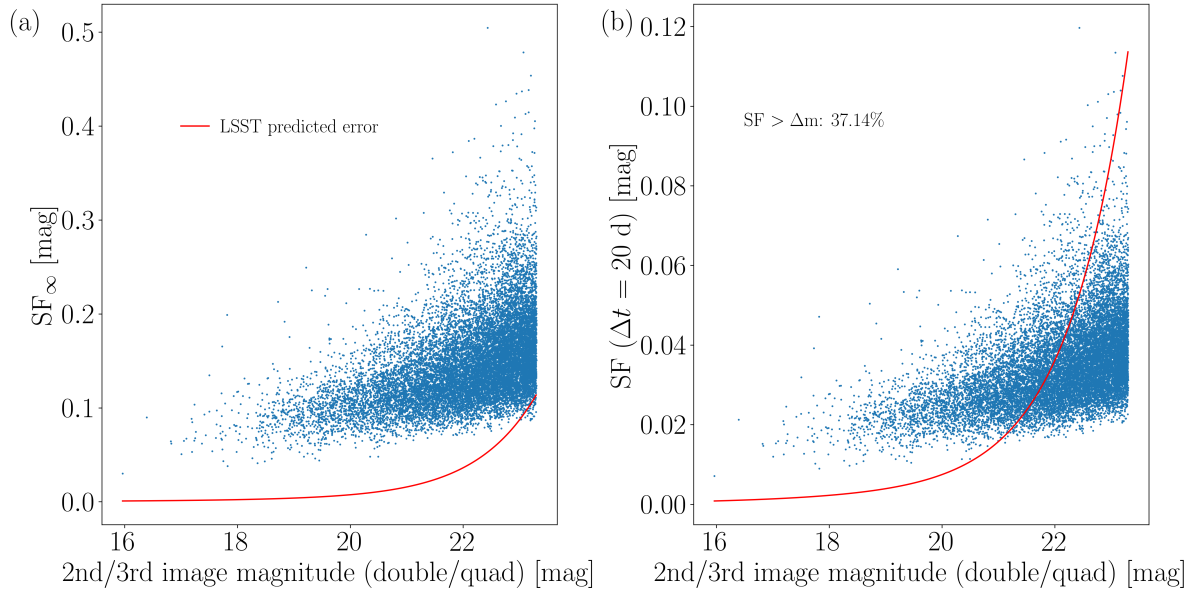 (a)
0.5
0.4
0.3
0.2
0.1
0.0
SF∞ [mag]
LSST predicted error
16
18
20
22
2nd/3rd image magnitude (double/quad) [mag]
(b)
0.12
0.10
0.08
0.06
0.04
0.02
0.00
SF (Δt = 20 d) [mag]
SF > Δm: 37.14%
16
18
20
22
2nd/3rd image magnitude (double/quad) [mag]